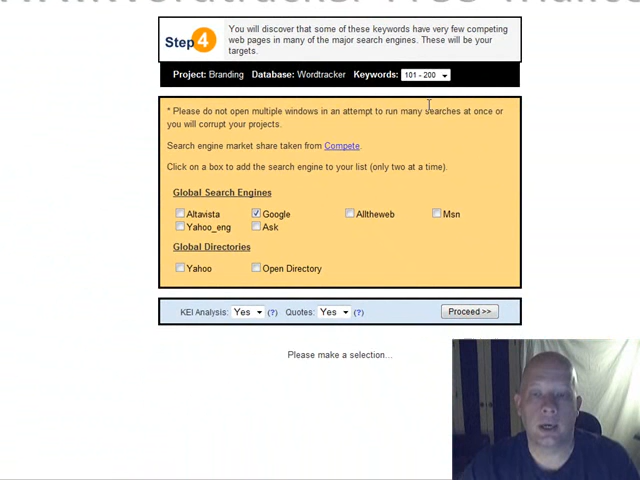 Step 4
You will discover that some of these keywords have very few competing
web pages in many of the major search engines. These will be your
targets.
Project: Branding Database: Wordtracker Keywords: 101 - 200
* Please do not open multiple windows in an attempt to run many searches at once or
you will corrupt your projects.
Search engine market share taken from Compete.
Click on a box to add the search engine to your list (only two at a time).
Global Search Engines
Altavista Google Alltheweb Msn
Yahoo_eng Ask
Global Directories
Yahoo Open Directory
KEI Analysis: Yes (?) Quotes: Yes (?) Proceed >>
Please make a selection...